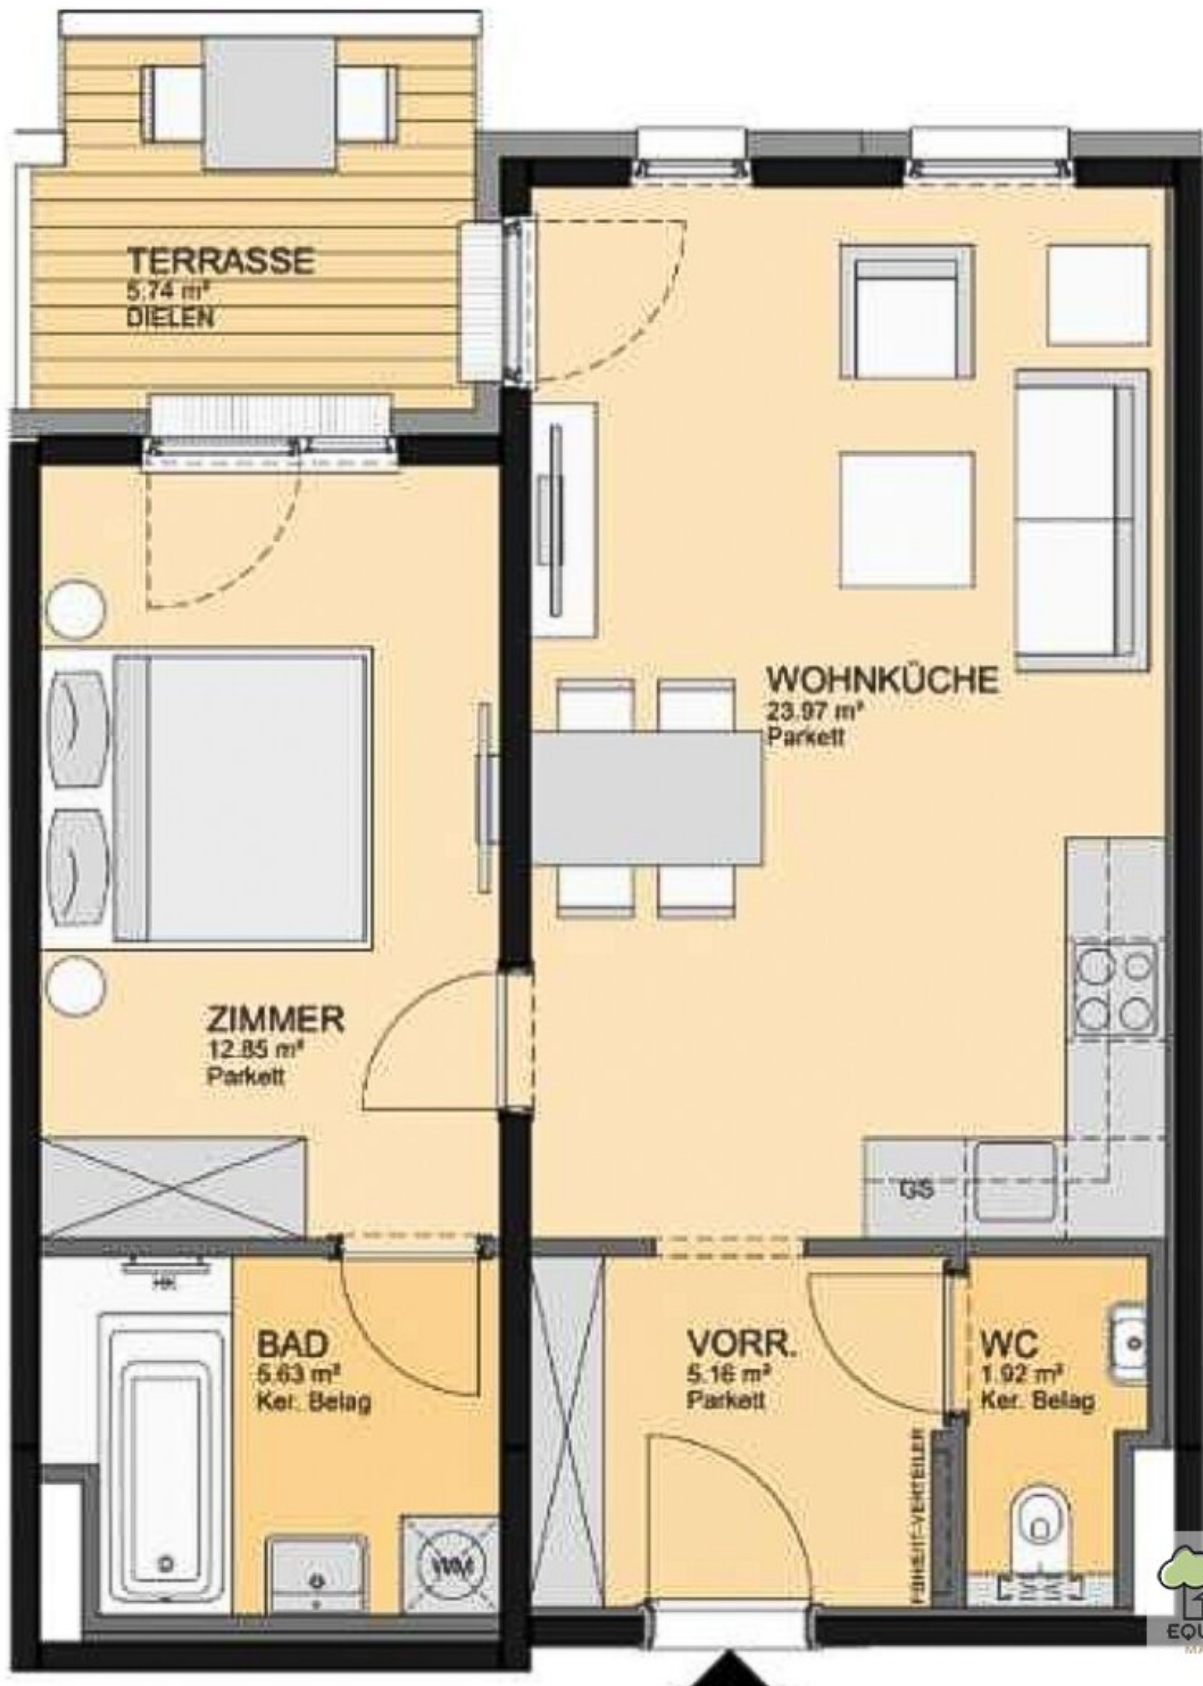 TERRASSE
5.74 m²
DIELEN
WOHNKÜCHE
23.97 m²
Parkett
ZIMMER
12.85 m²
Parkett
GS
HK
BAD
5.63 m²
Ker. Belag
VORR.
5.16 m²
Parkett
WC
1.92 m²
Ker. Belag
WM